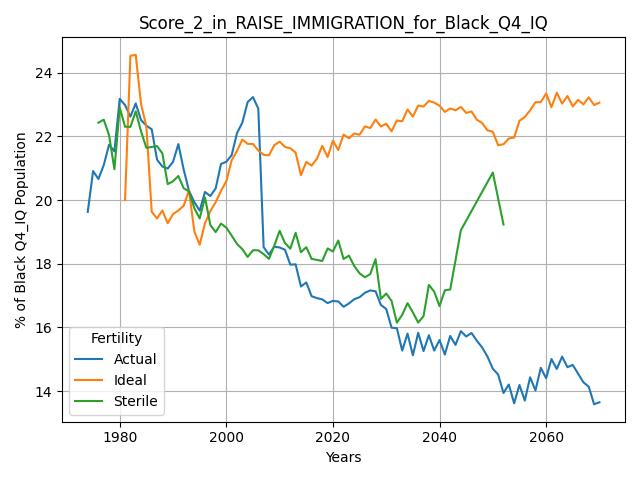 Score_2_in_RAISE_IMMIGRATION_for_Black_Q4_IQ
% of Black Q4_IQ Population
24
22
20
18
16
14
Fertility
Actual
Ideal
Sterile
1980 2000 2020 2040 2060
Years